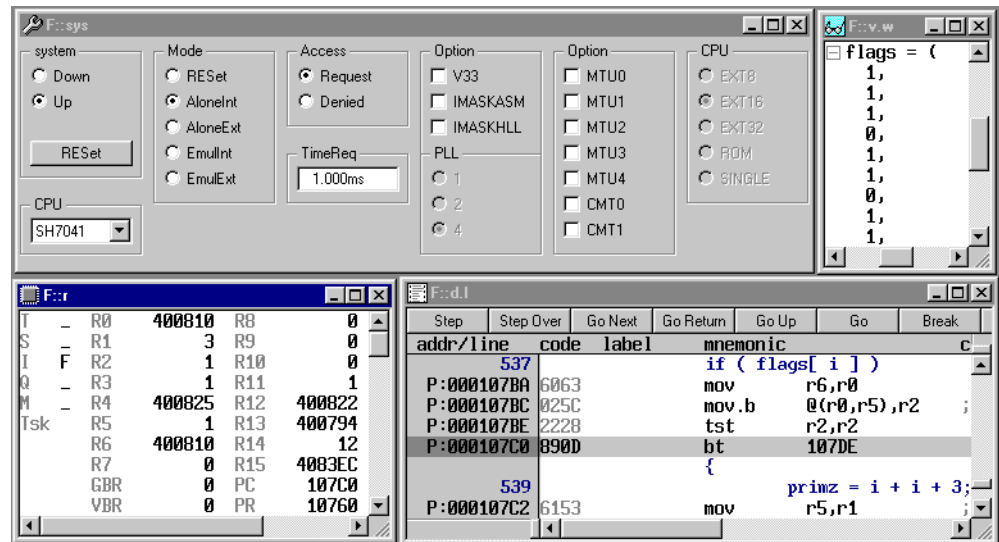 F::sys
system
Down
Up
RESet
CPU
SH7041
Mode
RESet
AloneInt
AloneExt
EmulInt
EmulExt
Access
Request
Denied
TimeReq
1.000ms
Option
V33
IMASKASM
IMASKHLL
PLL
1
2
4
Option
MTU0
MTU1
MTU2
MTU3
MTU4
CMT0
CMT1
CPU
EXT8
EXT16
EXT32
ROM
SINGLE
F::v.w
flags = (
1,
1,
1,
0,
1,
1,
0,
1,
1,
F::r
T _ R0 400810 R8 0
S _ R1 3 R9 0
I F R2 1 R10 0
Q _ R3 1 R11 1
M _ R4 400825 R12 400822
Tsk R5 1 R13 400794
R6 400810 R14 12
R7 0 R15 4083EC
GBR 0 PC 107C0
VBR 0 PR 10760
F::d.l
Step Step Over Go Next Go Return Go Up Go Break
addr/line code label mnemonic c
537 if ( flags[ i ] )
P:000107BA 6063 mov r6,r0
P:000107BC 025C mov.b @(r0,r5),r2 ;
P:000107BE 2228 tst r2,r2
P:000107C0 890D bt 107DE
{
539 primz = i + i + 3;
P:000107C2 6153 mov r5,r1 ;